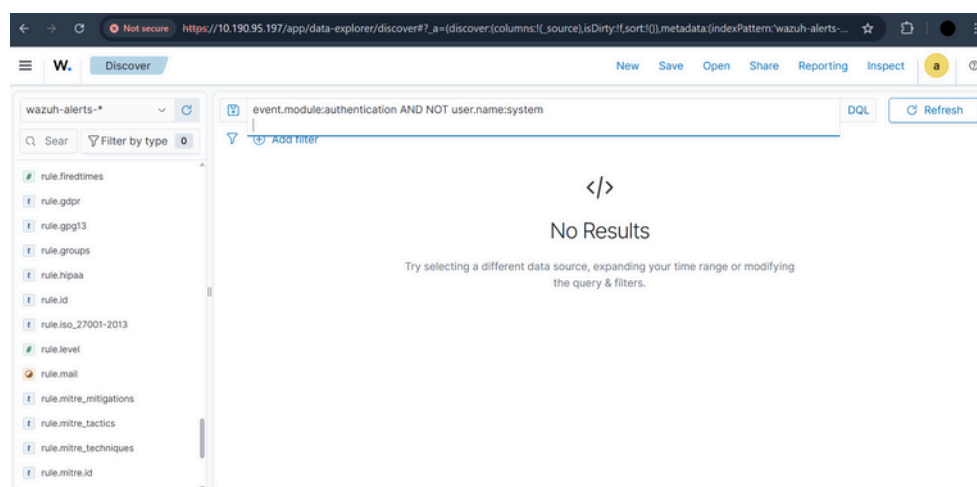 Not secure https://10.190.95.197/app/data-explorer/discover#?_a=(discover:(columns:!(_source),isDirty:!f,sort:!()),metadata:(indexPattern:'wazuh-alerts-...
W. Discover New Save Open Share Reporting Inspect a
wazuh-alerts-*
event.module:authentication AND NOT user.name:system
DQL Refresh
Sear Filter by type 0
Add filter
t rule.gdpr
t rule.gpg13
t rule.groups
t rule.hipaa
t rule.id
t rule.iso_27001-2013
# rule.level
rule.mail
t rule.mitre_mitigations
t rule.mitre_tactics
t rule.mitre_techniques
t rule.mitre.id
# rule.firedtimes
</>
No Results
Try selecting a different data source, expanding your time range or modifying
the query & filters.